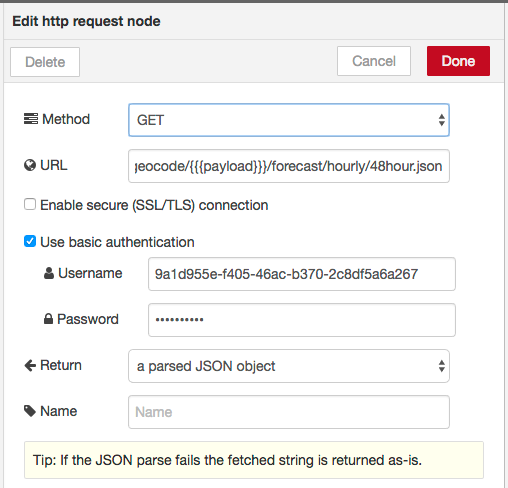 Edit http request node
Delete
Cancel
Done
Method
GET
URL
geocode/{{{payload}}}/forecast/hourly/48hour.json
Enable secure (SSL/TLS) connection
Use basic authentication
Username
9a1d955e-f405-46ac-b370-2c8df5a6a267
Password
••••••••••
Return
a parsed JSON object
Name
Name
Tip: If the JSON parse fails the fetched string is returned as-is.